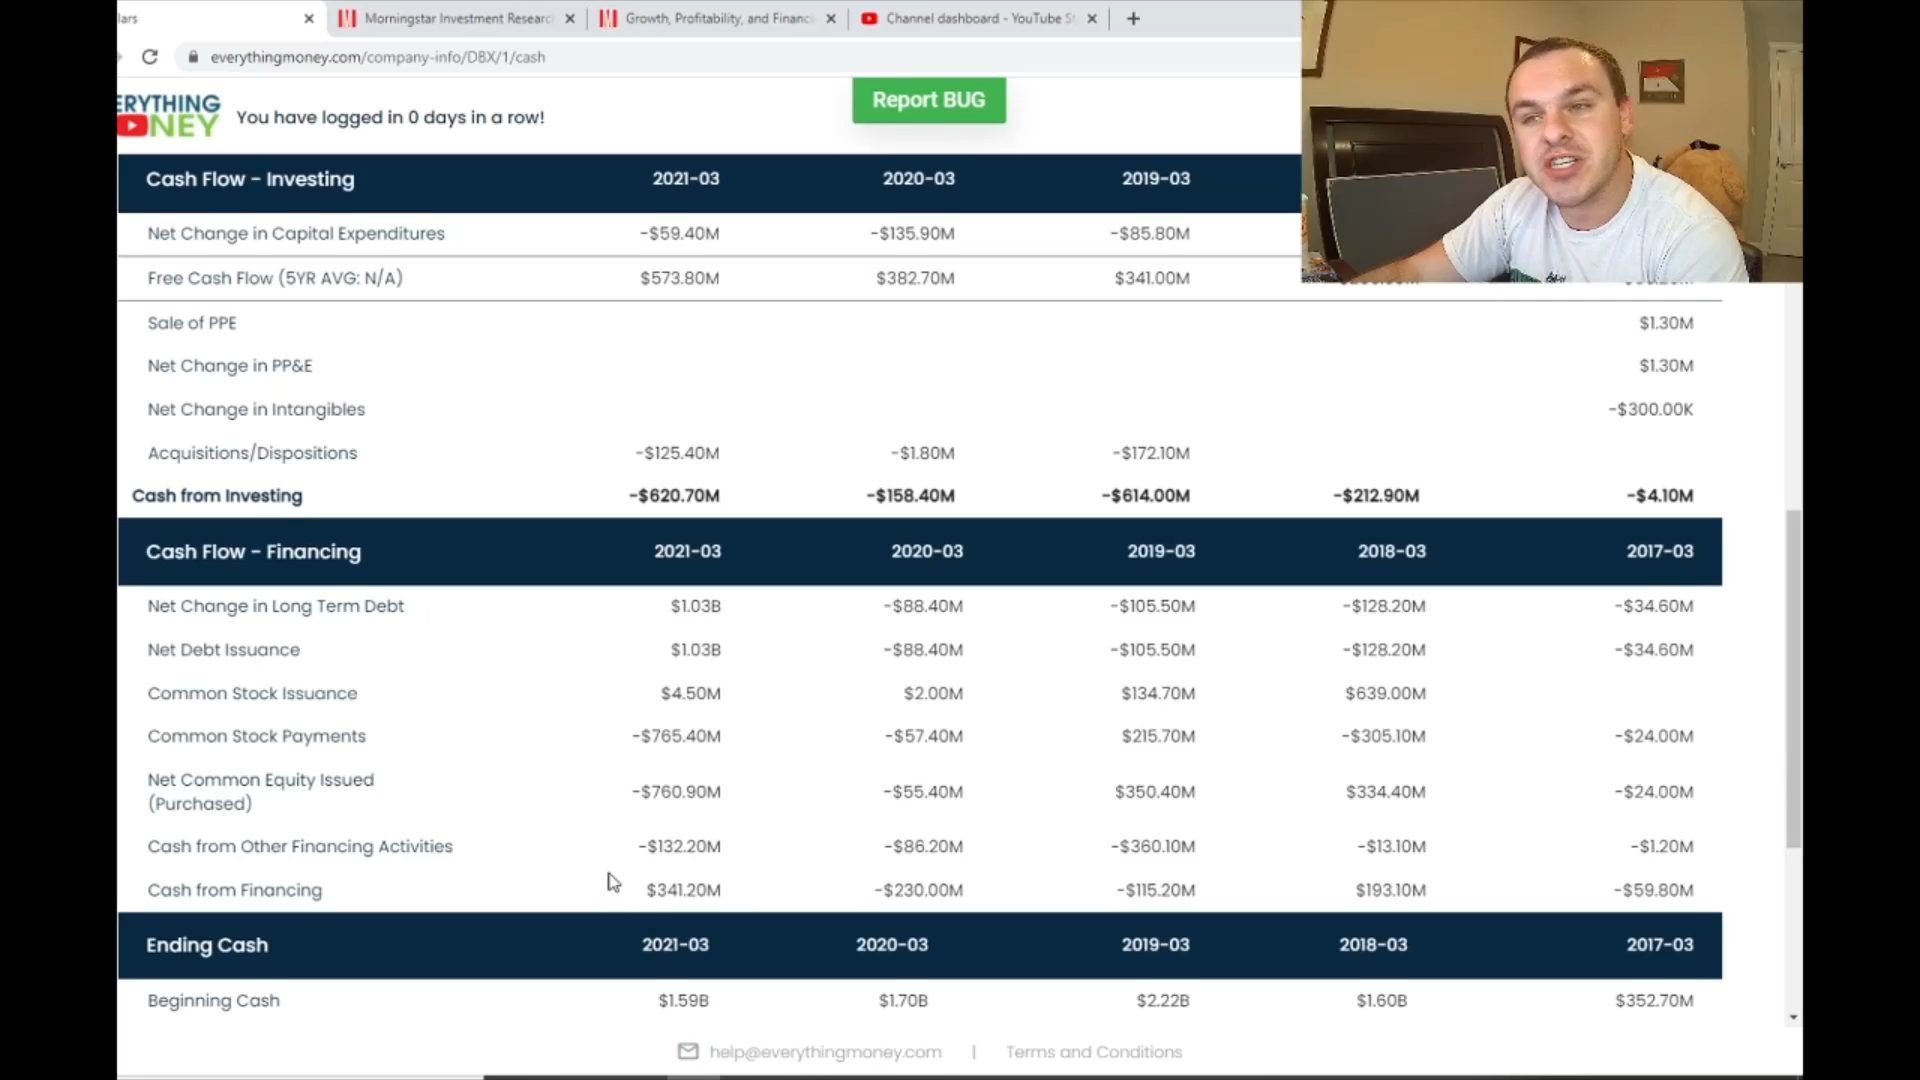 lars
Morningstar Investment Researc
Growth, Profitability, and Financi
Channel dashboard - YouTube S
everythingmoney.com/company-info/DBX/1/cash
ERYTHING
NEY
You have logged in 0 days in a row!
Report BUG
Cash Flow - Investing 2021-03 2020-03 2019-03
Net Change in Capital Expenditures -$59.40M -$135.90M -$85.80M
Free Cash Flow (5YR AVG: N/A) $573.80M $382.70M $341.00M
Sale of PPE $1.30M
Net Change in PP&E $1.30M
Net Change in Intangibles -$300.00K
Acquisitions/Dispositions -$125.40M -$1.80M -$172.10M
Cash from Investing -$620.70M -$158.40M -$614.00M -$212.90M -$4.10M
Cash Flow - Financing 2021-03 2020-03 2019-03 2018-03 2017-03
Net Change in Long Term Debt $1.03B -$88.40M -$105.50M -$128.20M -$34.60M
Net Debt Issuance $1.03B -$88.40M -$105.50M -$128.20M -$34.60M
Common Stock Issuance $4.50M $2.00M $134.70M $639.00M
Common Stock Payments -$765.40M -$57.40M $215.70M -$305.10M -$24.00M
Net Common Equity Issued
(Purchased) -$760.90M -$55.40M $350.40M $334.40M -$24.00M
Cash from Other Financing Activities -$132.20M -$86.20M -$360.10M -$13.10M -$1.20M
Cash from Financing $341.20M -$230.00M -$115.20M $193.10M -$59.80M
Ending Cash 2021-03 2020-03 2019-03 2018-03 2017-03
Beginning Cash $1.59B $1.70B $2.22B $1.60B $352.70M
help@everythingmoney.com | Terms and Conditions